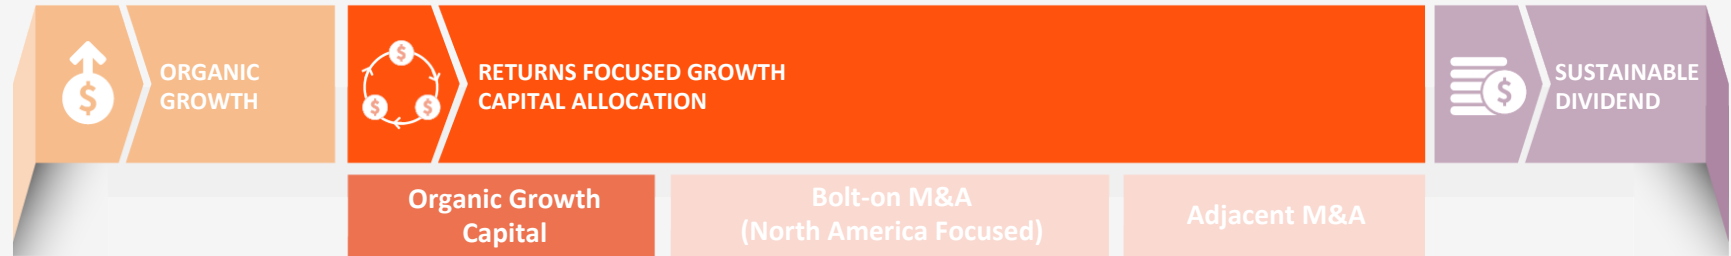 ORGANIC
GROWTH
RETURNS FOCUSED GROWTH
CAPITAL ALLOCATION
SUSTAINABLE
DIVIDEND
Organic Growth
Capital
Bolt-on M&A
(North America Focused)
Adjacent M&A